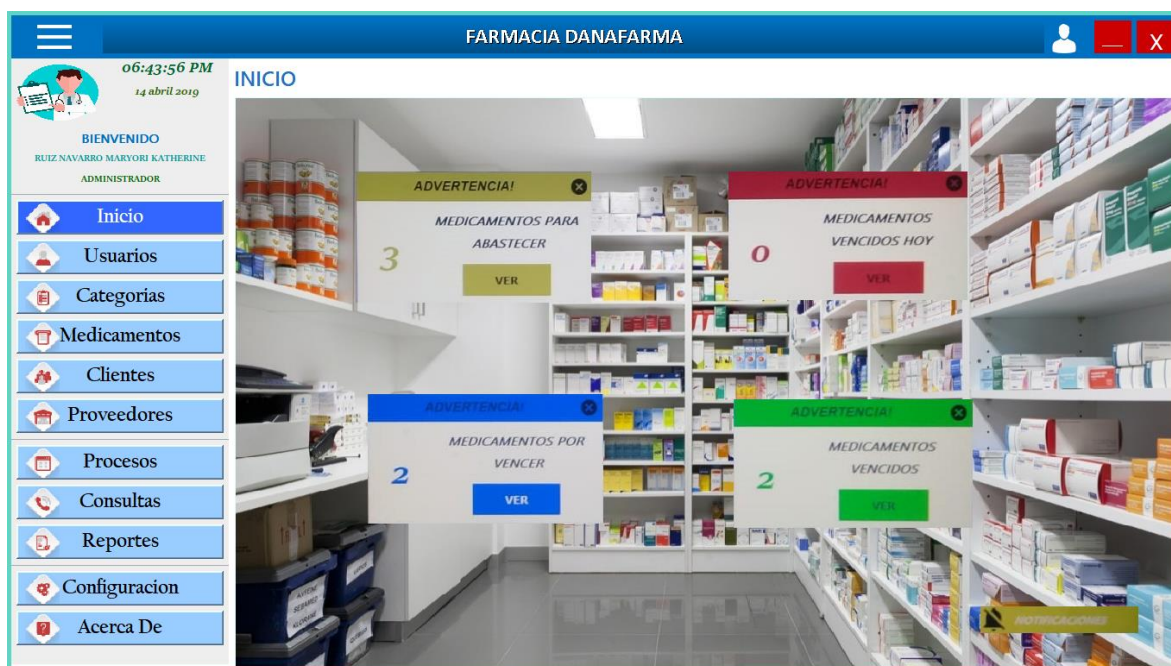 FARMACIA DANAFARMA
X
06:43:56 PM
14 abril 2019
BIENVENIDO
RUIZ NAVARRO MARYORI KATHERINE
ADMINISTRADOR
Inicio
Usuarios
Categorias
Medicamentos
Clientes
Proveedores
Procesos
Consultas
Reportes
Configuracion
Acerca De
INICIO
ADVERTENCIA!
3
MEDICAMENTOS PARA
ABASTECER
VER
ADVERTENCIA!
0
MEDICAMENTOS
VENCIDOS HOY
VER
ADVERTENCIA!
2
MEDICAMENTOS POR
VENCER
VER
ADVERTENCIA!
2
MEDICAMENTOS
VENCIDOS
VER
NOTIFICACIONES